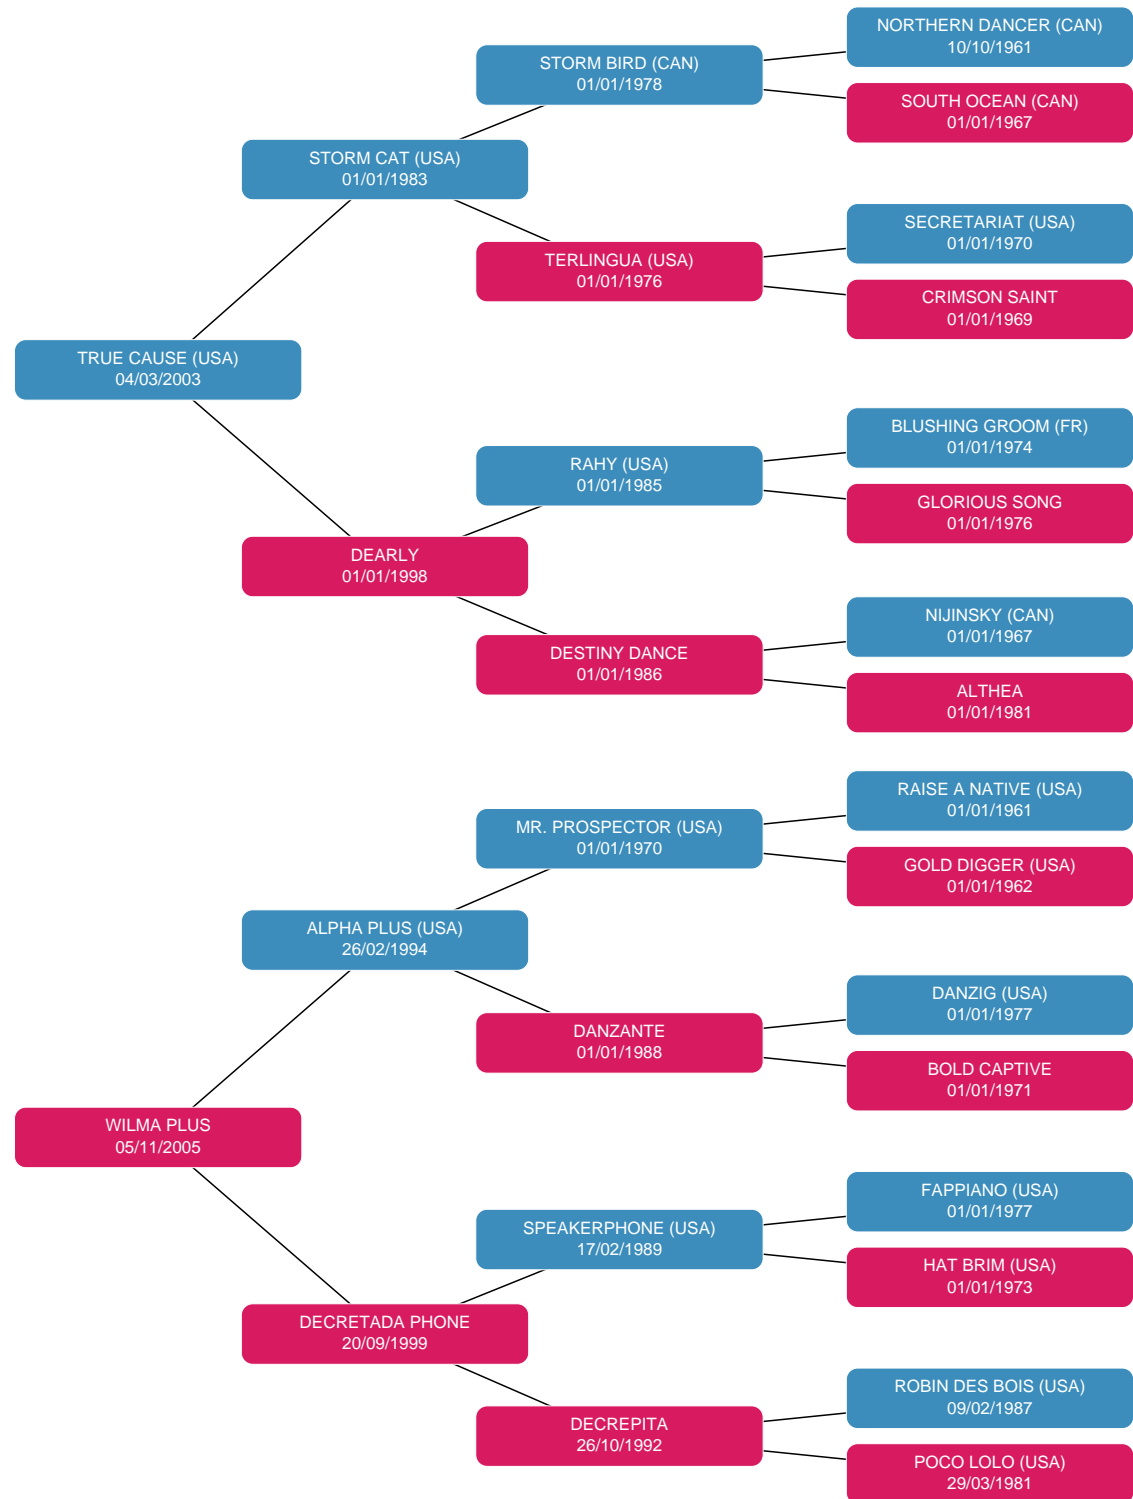 NORTHERN DANCER (CAN)
10/10/1961
STORM BIRD (CAN)
01/01/1978
SOUTH OCEAN (CAN)
01/01/1967
STORM CAT (USA)
01/01/1983
SECRETARIAT (USA)
01/01/1970
TERLINGUA (USA)
01/01/1976
CRIMSON SAINT
01/01/1969
TRUE CAUSE (USA)
04/03/2003
BLUSHING GROOM (FR)
01/01/1974
RAHY (USA)
01/01/1985
GLORIOUS SONG
01/01/1976
DEARLY
01/01/1998
NIJINSKY (CAN)
01/01/1967
DESTINY DANCE
01/01/1986
ALTHEA
01/01/1981
RAISE A NATIVE (USA)
01/01/1961
MR. PROSPECTOR (USA)
01/01/1970
GOLD DIGGER (USA)
01/01/1962
ALPHA PLUS (USA)
26/02/1994
DANZIG (USA)
01/01/1977
DANZANTE
01/01/1988
BOLD CAPTIVE
01/01/1971
WILMA PLUS
05/11/2005
FAPPIANO (USA)
01/01/1977
SPEAKERPHONE (USA)
17/02/1989
HAT BRIM (USA)
01/01/1973
DECRETADA PHONE
20/09/1999
ROBIN DES BOIS (USA)
09/02/1987
DECREPITA
26/10/1992
POCO LOLO (USA)
29/03/1981